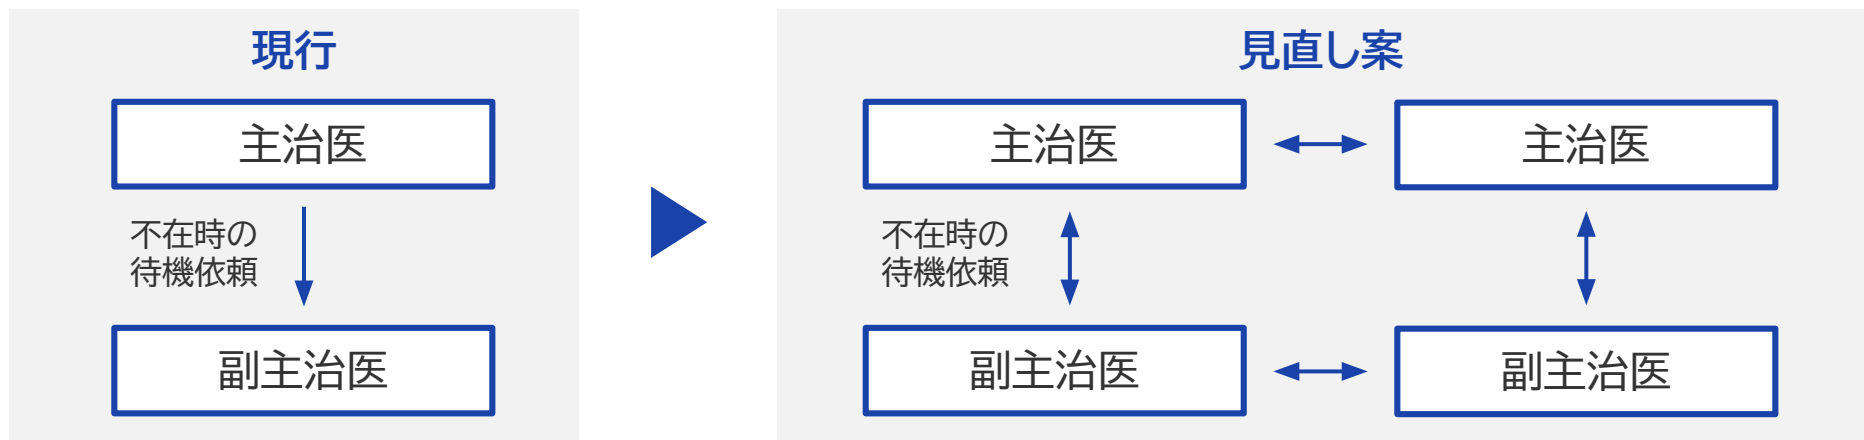 現行
主治医
不在時の
待機依頼
副主治医
見直し案
主治医
主治医
不在時の
待機依頼
副主治医
副主治医